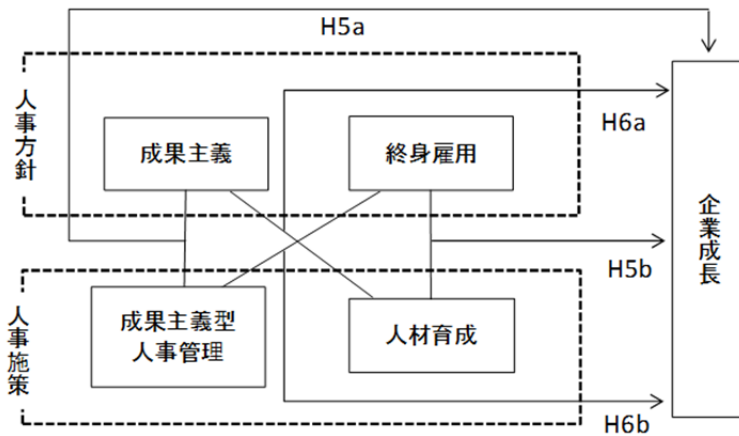 H5a
人事方針
成果主義
終身雇用
H6a
企業成長
H5b
人事施策
成果主義型
人事管理
人材育成
H6b